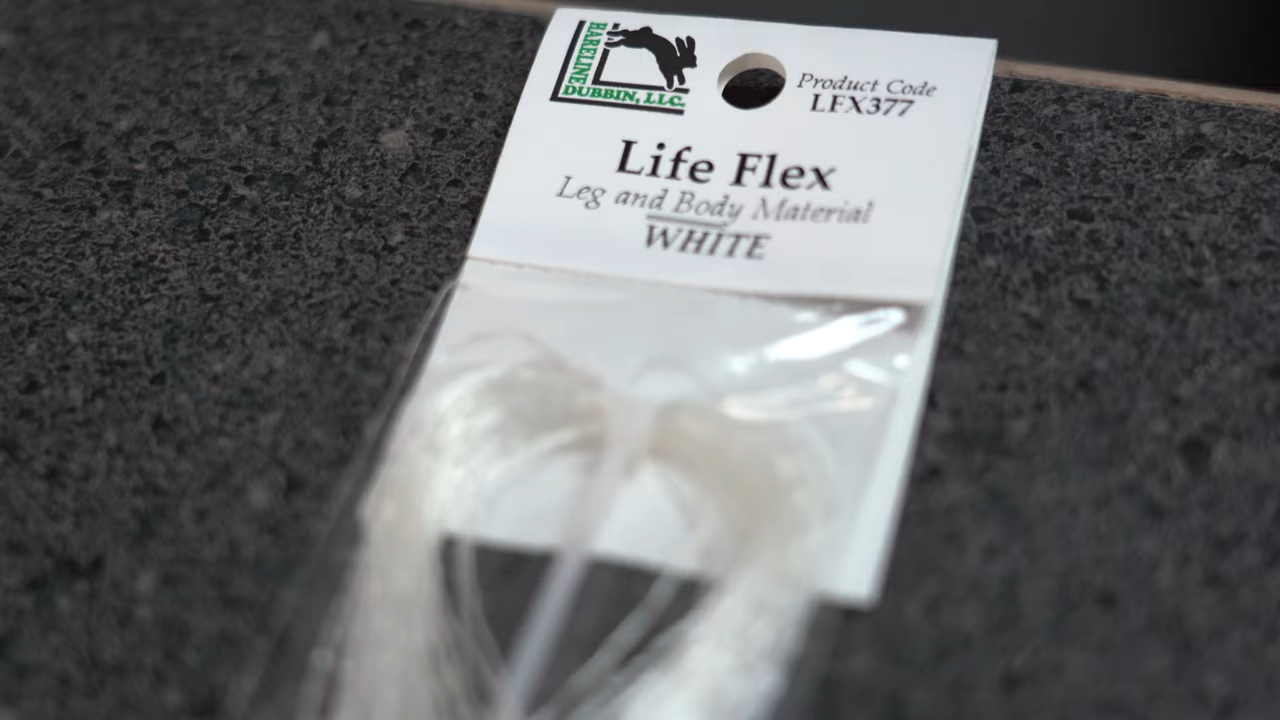 HARELINE
DUBBIN, LLC.
Product Code
LFX377
Life Flex
Leg and Body Material
WHITE